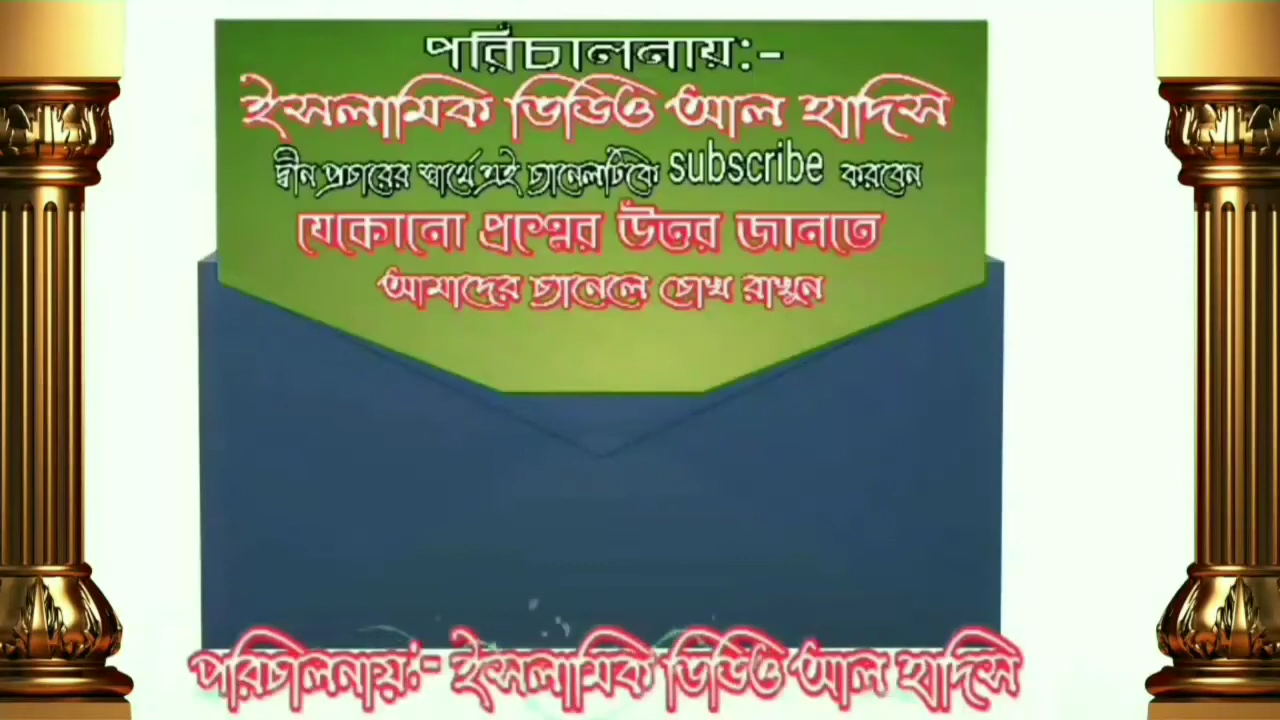 পরিচালনায়:-
ইসলামিক ভিডিও আল হাদিস
দ্বীন প্রচারের স্বার্থে এই চ্যানেলটিকে subscribe করবেন
যেকোনো প্রশ্নের উত্তর জানতে
আমাদের চ্যানেলে চোখ রাখুন
পরিচালনায়:- ইসলামিক ভিডিও আল হাদিস